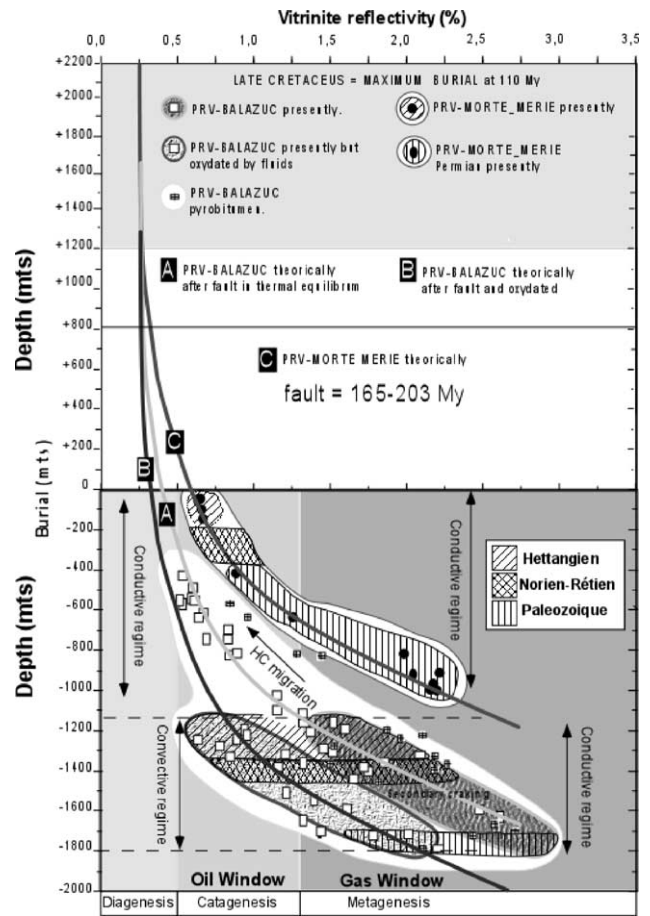 Vitrinite reflectivity (%)
0,0 0,5 1,0 1,5 2,0 2,5 3,0 3,5
+2200
+2000
+1800
+1600
+1400
+1200
+1000
+800
+600
+400
+200
0
-200
-400
-600
-800
-1000
-1200
-1400
-1600
-1800
-2000
Depth (mts)
Burial (mts)
Depth (mts)
LATE CRETACEUS = MAXIMUM BURIAL at 110 My
PRV-BALAZUC presently.
PRV-MORTE_MERIE presently
PRV-BALAZUC presently but
oxydated by fluids
PRV-MORTE_MERIE
Permian presently
PRV-BALAZUC
pyrobitumen.
A PRV-BALAZUC theorically
after fault in thermal equilibrum
B PRV-BALAZUC theorically
after fault and oxydated
C PRV-MORTE MERIE theorically
fault = 165-203 My
C
B
A
Conductive regime
Conductive regime
Hettangien
Norien-Rétien
Paleozoique
HC migration
Convective regime
Conductive regime
Secondary craking
Oil Window
Gas Window
Diagenesis
Catagenesis
Metagenesis